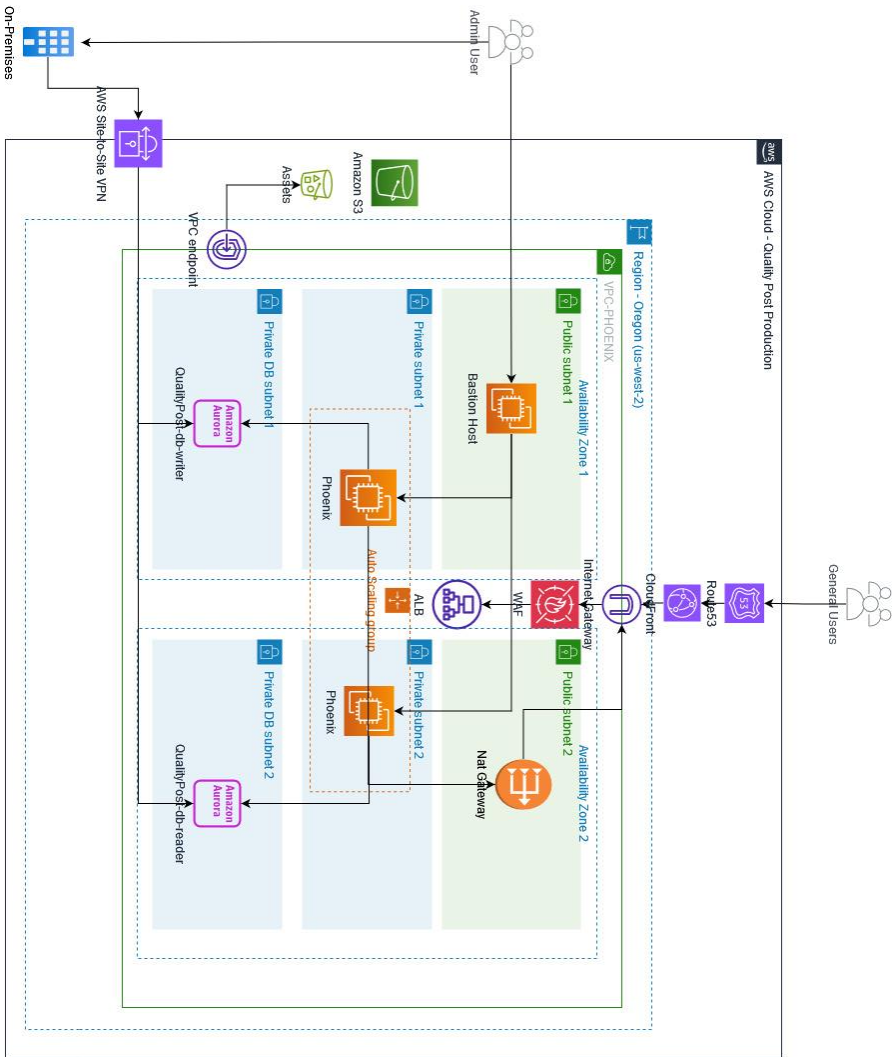 General Users
Route53
CloudFront
aws
AWS Cloud - Quality Post Production
Region - Oregon (us-west-2)
VPC-PHOENIX
Internet Gateway
Availability Zone 1
Availability Zone 2
Public subnet 1
Public subnet 2
WAF
53
Admin User
Bastion Host
Nat Gateway
ALB
Private subnet 1
Private subnet 2
Auto Scaling group
Phoenix
Phoenix
Amazon S3
Assets
Private DB subnet 1
Private DB subnet 2
Amazon
Aurora
Amazon
Aurora
VPC endpoint
QualityPost-db-writer
QualityPost-db-reader
AWS Site-to-Site VPN
On-Premises